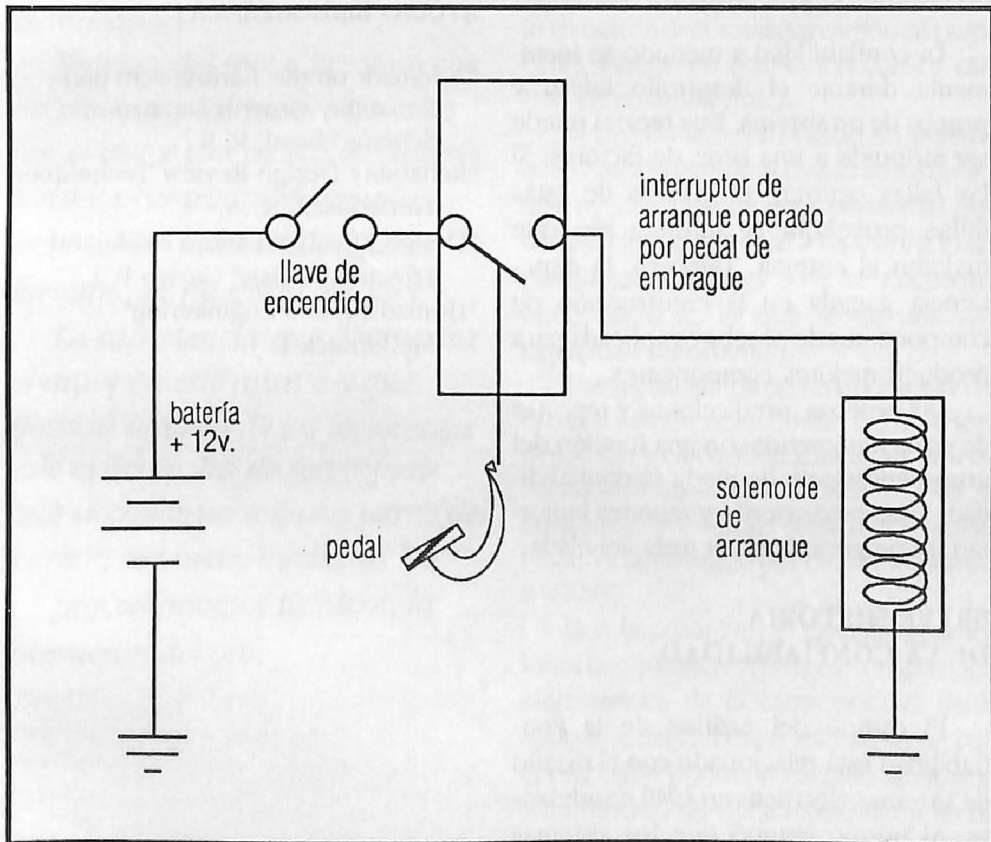 llave de
encendido
interruptor de
arranque operado
por pedal de
embrague
batería
+ 12v.
pedal
solenoide
de
arranque